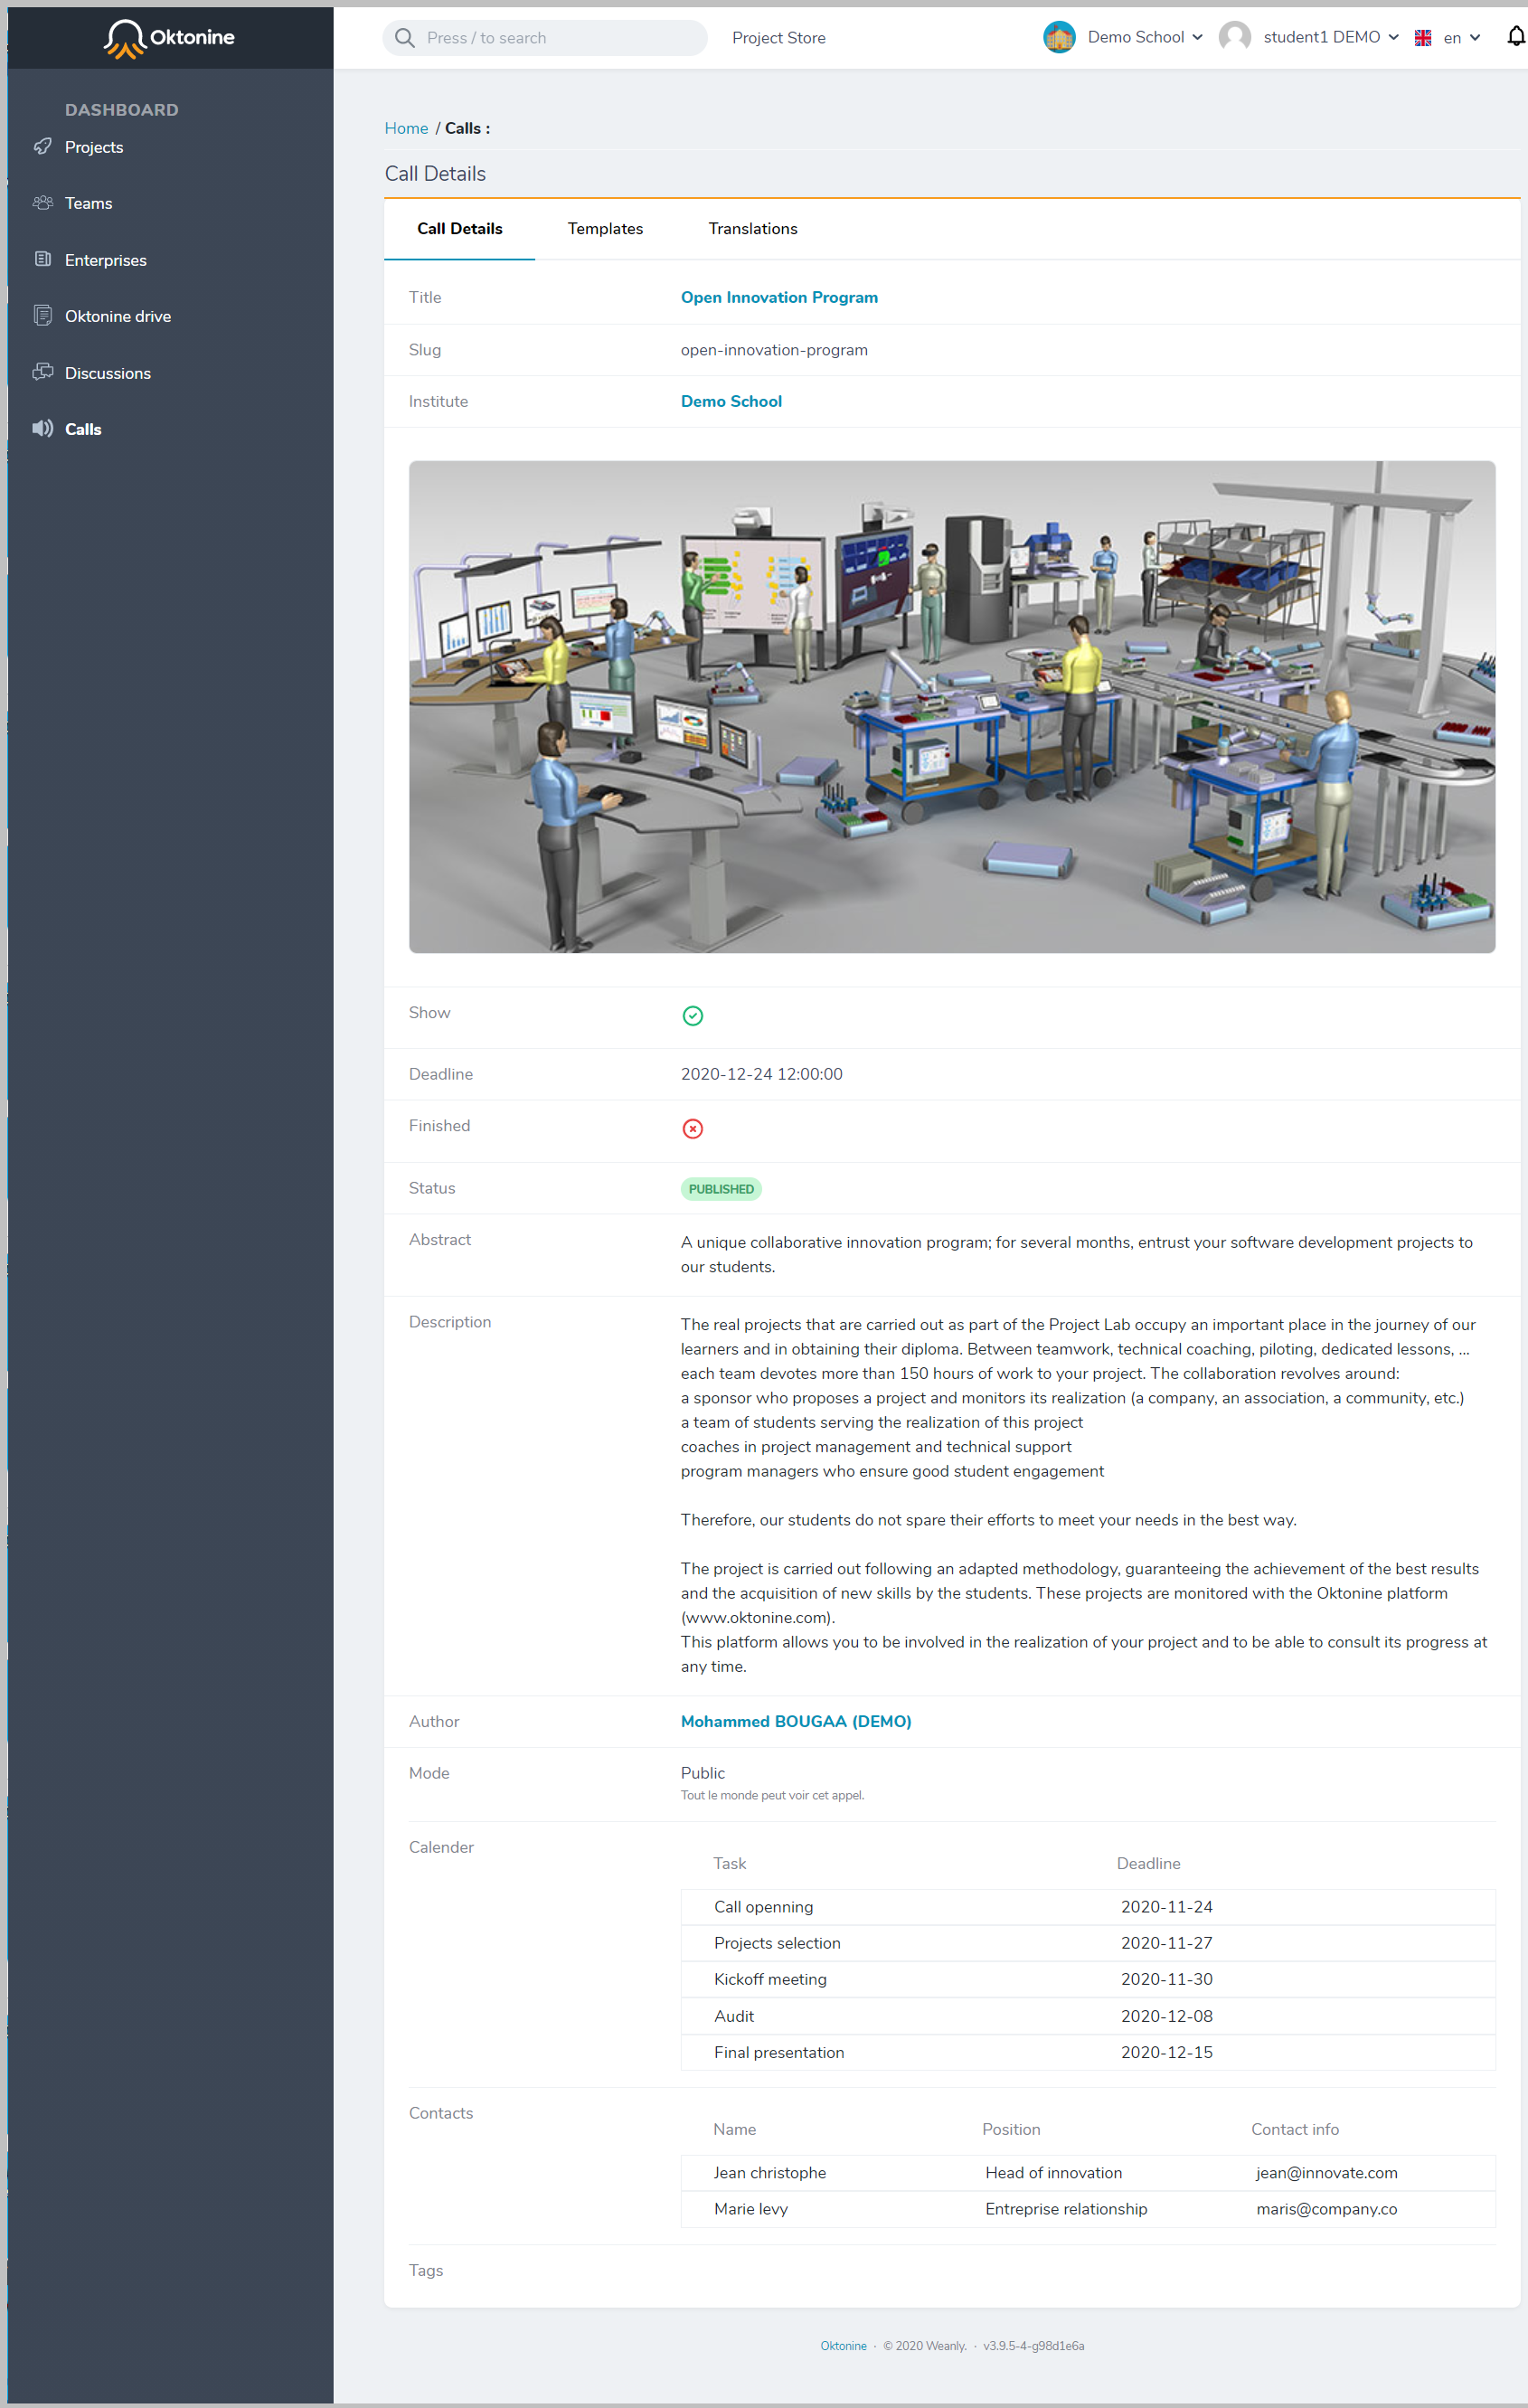 Oktonine
Press / to search
Project Store
Demo School
student1 DEMO
en
DASHBOARD
Projects
Teams
Enterprises
Oktonine drive
Discussions
Calls
Home / Calls :
Call Details
Call Details
Templates
Translations
Title
Open Innovation Program
Slug
open-innovation-program
Institute
Demo School
Show
Deadline
2020-12-24 12:00:00
Finished
Status
PUBLISHED
Abstract
A unique collaborative innovation program; for several months, entrust your software development projects to
our students.
Description
The real projects that are carried out as part of the Project Lab occupy an important place in the journey of our
learners and in obtaining their diploma. Between teamwork, technical coaching, piloting, dedicated lessons, ...
each team devotes more than 150 hours of work to your project. The collaboration revolves around:
a sponsor who proposes a project and monitors its realization (a company, an association, a community, etc.)
a team of students serving the realization of this project
coaches in project management and technical support
program managers who ensure good student engagement
Therefore, our students do not spare their efforts to meet your needs in the best way.
The project is carried out following an adapted methodology, guaranteeing the achievement of the best results
and the acquisition of new skills by the students. These projects are monitored with the Oktonine platform
(www.oktonine.com).
This platform allows you to be involved in the realization of your project and to be able to consult its progress at
any time.
Author
Mohammed BOUGAA (DEMO)
Mode
Public
Tout le monde peut voir cet appel.
Calender
Task Deadline
Call openning 2020-11-24
Projects selection 2020-11-27
Kickoff meeting 2020-11-30
Audit 2020-12-08
Final presentation 2020-12-15
Contacts
Name Position Contact info
Jean christophe Head of innovation jean@innovate.com
Marie levy Entreprise relationship maris@company.co
Tags
Oktonine · © 2020 Weanly. · v3.9.5-4-g98d1e6a